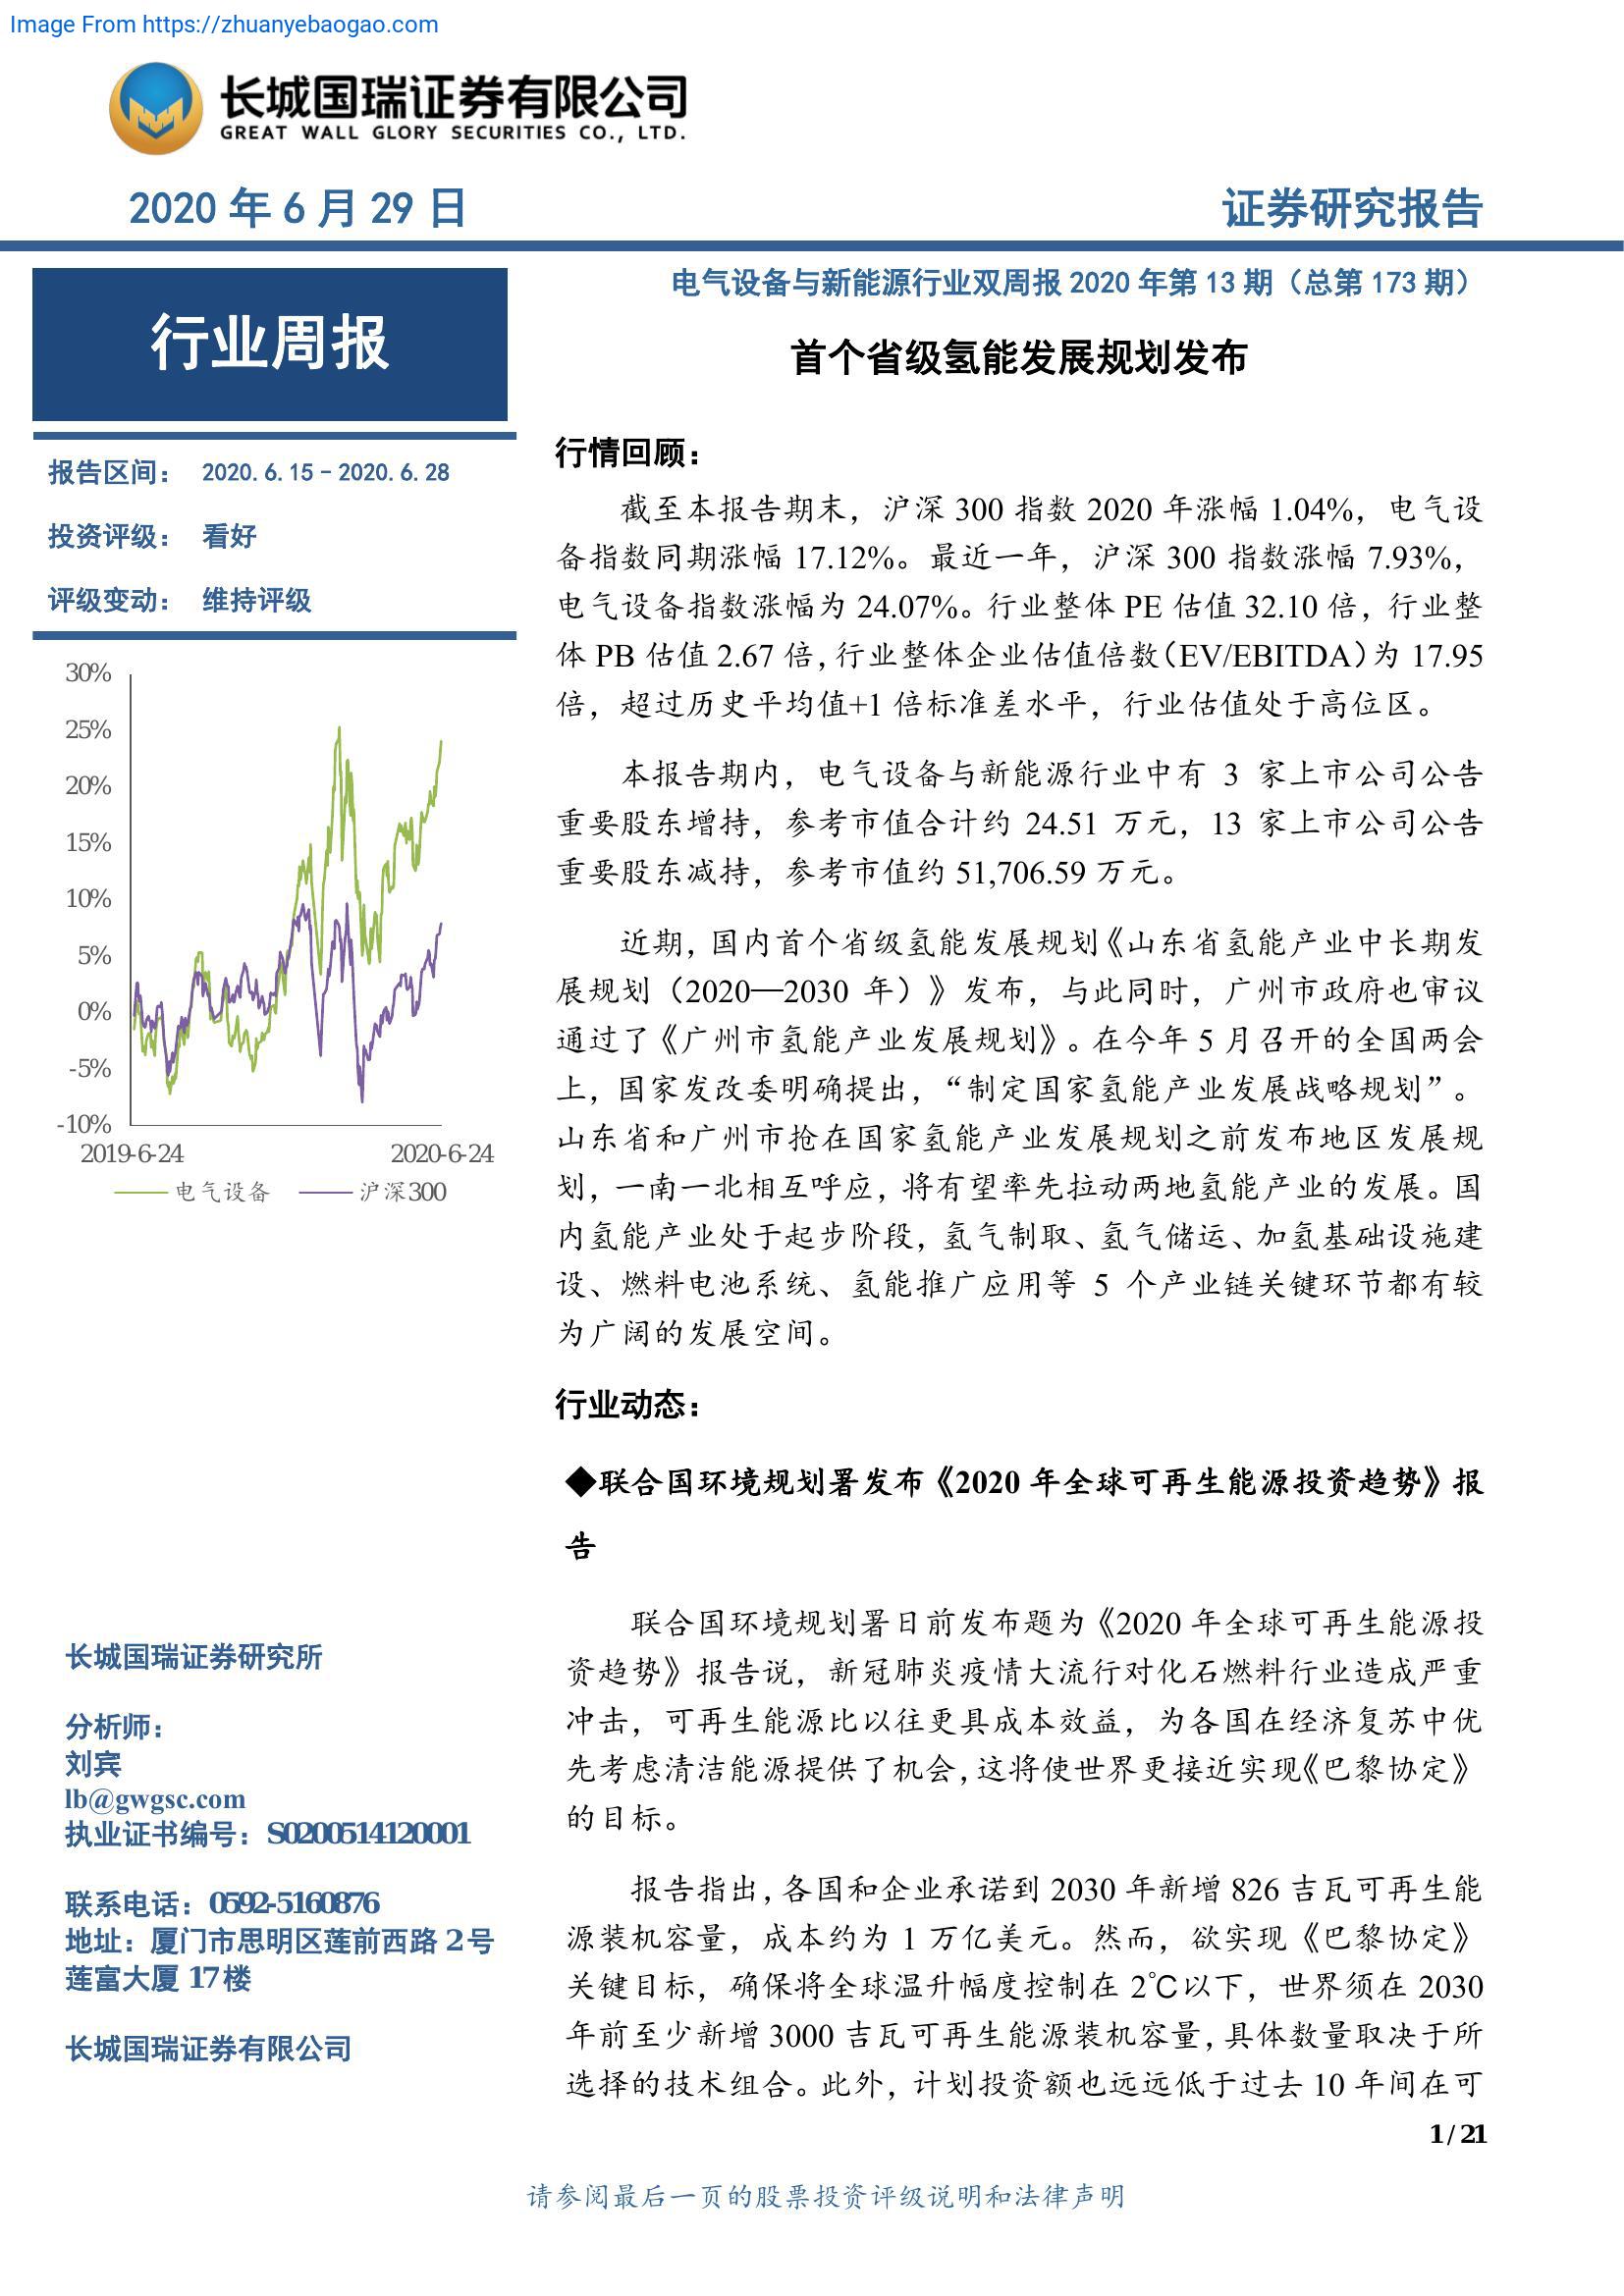 Image From https://zhuanyebaogao.com
长城国瑞证券有限公司
GREAT WALL GLORY SECURITIES CO., LTD.
2020 年 6 月 29 日
证券研究报告
行业周报
报告区间： 2020.6.15－2020.6.28
投资评级： 看好
评级变动： 维持评级
30%
25%
20%
15%
10%
5%
0%
-5%
-10%
2019-6-24 2020-6-24
电气设备 沪深300
长城国瑞证券研究所
分析师：
刘宾
lb@gwgsc.com
执业证书编号：S0200514120001
联系电话：0592-5160876
地址：厦门市思明区莲前西路 2号
莲富大厦 17楼
长城国瑞证券有限公司
电气设备与新能源行业双周报 2020 年第 13 期（总第 173 期）
首个省级氢能发展规划发布
行情回顾：
截至本报告期末，沪深 300 指数 2020 年涨幅 1.04%，电气设
备指数同期涨幅 17.12%。最近一年，沪深 300 指数涨幅 7.93%，
电气设备指数涨幅为 24.07%。行业整体 PE 估值 32.10 倍，行业整
体 PB 估值 2.67 倍，行业整体企业估值倍数（EV/EBITDA）为 17.95
倍，超过历史平均值+1 倍标准差水平，行业估值处于高位区。
本报告期内，电气设备与新能源行业中有 3 家上市公司公告
重要股东增持，参考市值合计约 24.51 万元，13 家上市公司公告
重要股东减持，参考市值约 51,706.59 万元。
近期，国内首个省级氢能发展规划《山东省氢能产业中长期发
展规划（2020—2030 年）》发布，与此同时，广州市政府也审议
通过了《广州市氢能产业发展规划》。在今年 5 月召开的全国两会
上，国家发改委明确提出，“制定国家氢能产业发展战略规划”。
山东省和广州市抢在国家氢能产业发展规划之前发布地区发展规
划，一南一北相互呼应，将有望率先拉动两地氢能产业的发展。国
内氢能产业处于起步阶段，氢气制取、氢气储运、加氢基础设施建
设、燃料电池系统、氢能推广应用等 5 个产业链关键环节都有较
为广阔的发展空间。
行业动态：
◆联合国环境规划署发布《2020 年全球可再生能源投资趋势》报
告
联合国环境规划署日前发布题为《2020 年全球可再生能源投
资趋势》报告说，新冠肺炎疫情大流行对化石燃料行业造成严重
冲击，可再生能源比以往更具成本效益，为各国在经济复苏中优
先考虑清洁能源提供了机会，这将使世界更接近实现《巴黎协定》
的目标。
报告指出，各国和企业承诺到 2030 年新增 826 吉瓦可再生能
源装机容量，成本约为 1 万亿美元。然而，欲实现《巴黎协定》
关键目标，确保将全球温升幅度控制在 2℃以下，世界须在 2030
年前至少新增 3000 吉瓦可再生能源装机容量，具体数量取决于所
选择的技术组合。此外，计划投资额也远远低于过去 10 年间在可
1 / 21
请参阅最后一页的股票投资评级说明和法律声明